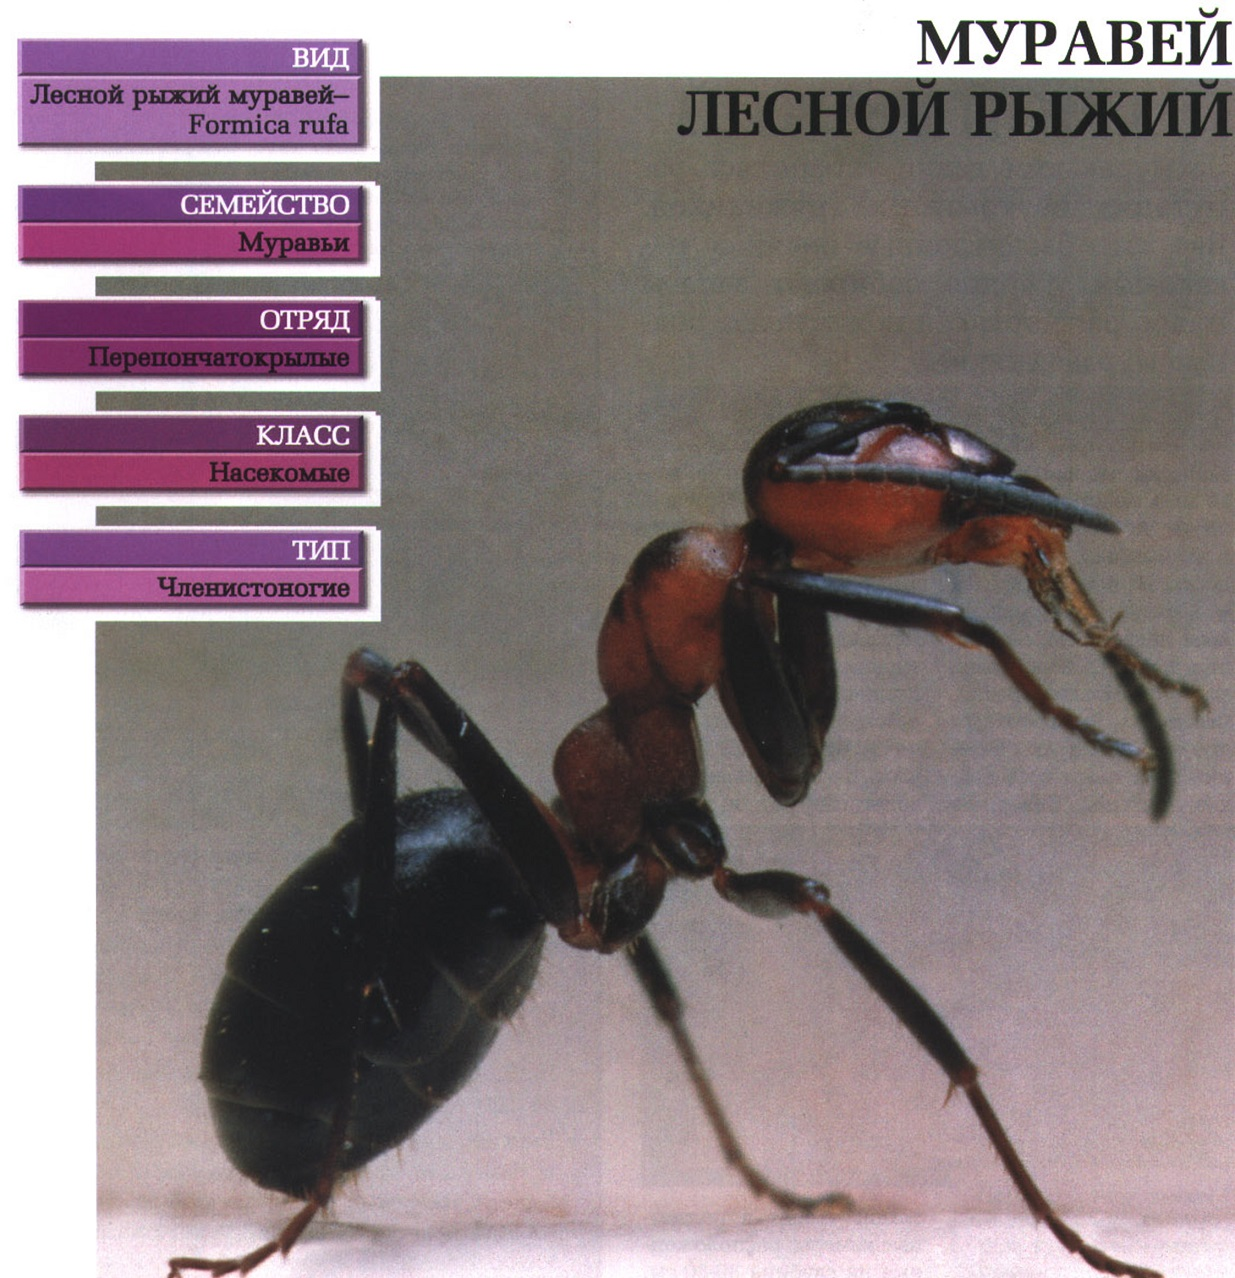 МУРАВЕЙ
ЛЕСНОЙ РЫЖИЙ
ВИД
Лесной рыжий муравей–
Formica rufa
СЕМЕЙСТВО
Муравьи
ОТРЯД
Перепончатокрылые
КЛАСС
Насекомые
ТИП
Членистоногие